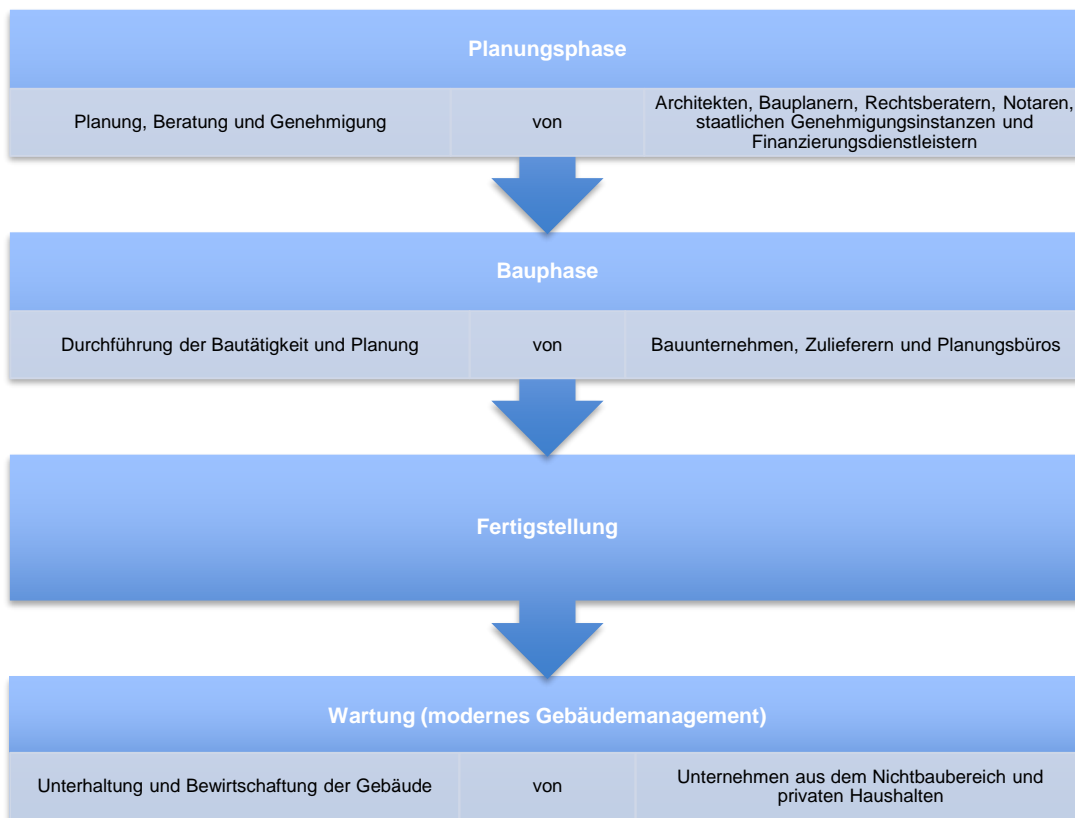 Planungsphase
Planung, Beratung und Genehmigung
von
Architekten, Bauplanern, Rechtsberatern, Notaren,
staatlichen Genehmigungsinstanzen und
Finanzierungsdienstleistern
Bauphase
Durchführung der Bautätigkeit und Planung
von
Bauunternehmen, Zulieferern und Planungsbüros
Fertigstellung
Wartung (modernes Gebäudemanagement)
Unterhaltung und Bewirtschaftung der Gebäude
von
Unternehmen aus dem Nichtbaubereich und
privaten Haushalten